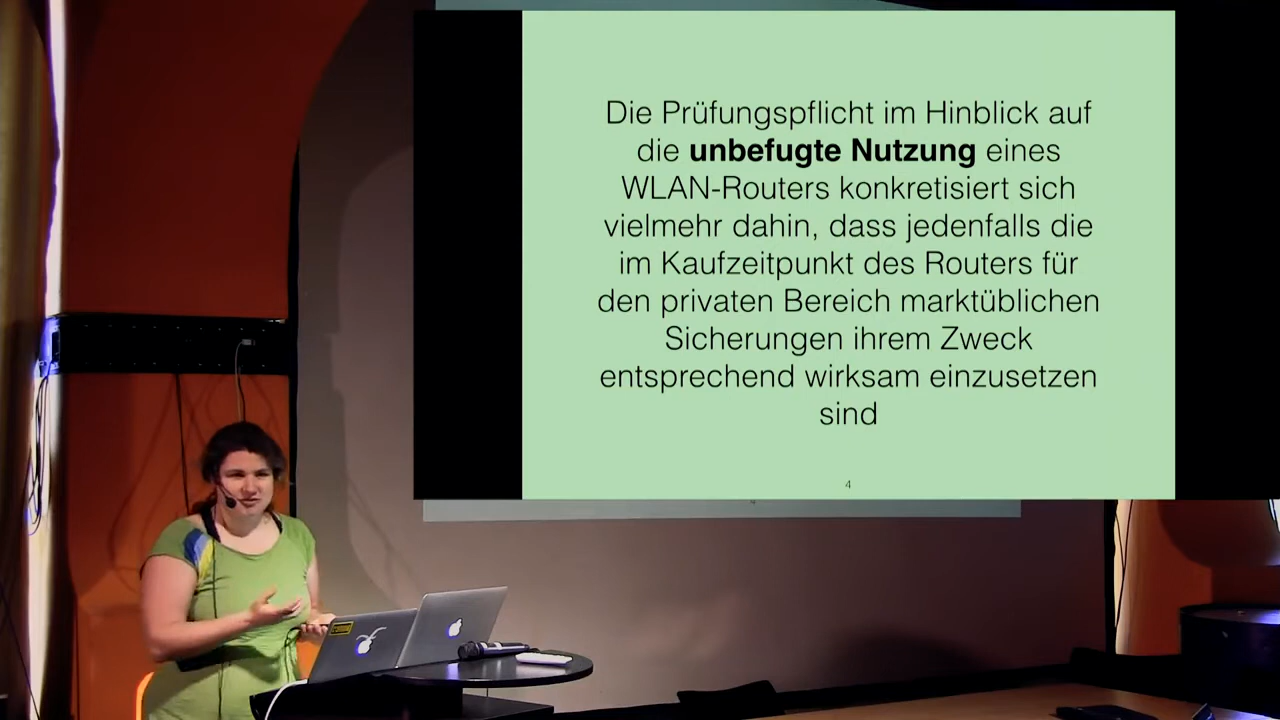 Die Prüfungspflicht im Hinblick auf
die unbefugte Nutzung eines
WLAN-Routers konkretisiert sich
vielmehr dahin, dass jedenfalls die
im Kaufzeitpunkt des Routers für
den privaten Bereich marktüblichen
Sicherungen ihrem Zweck
entsprechend wirksam einzusetzen
sind
4